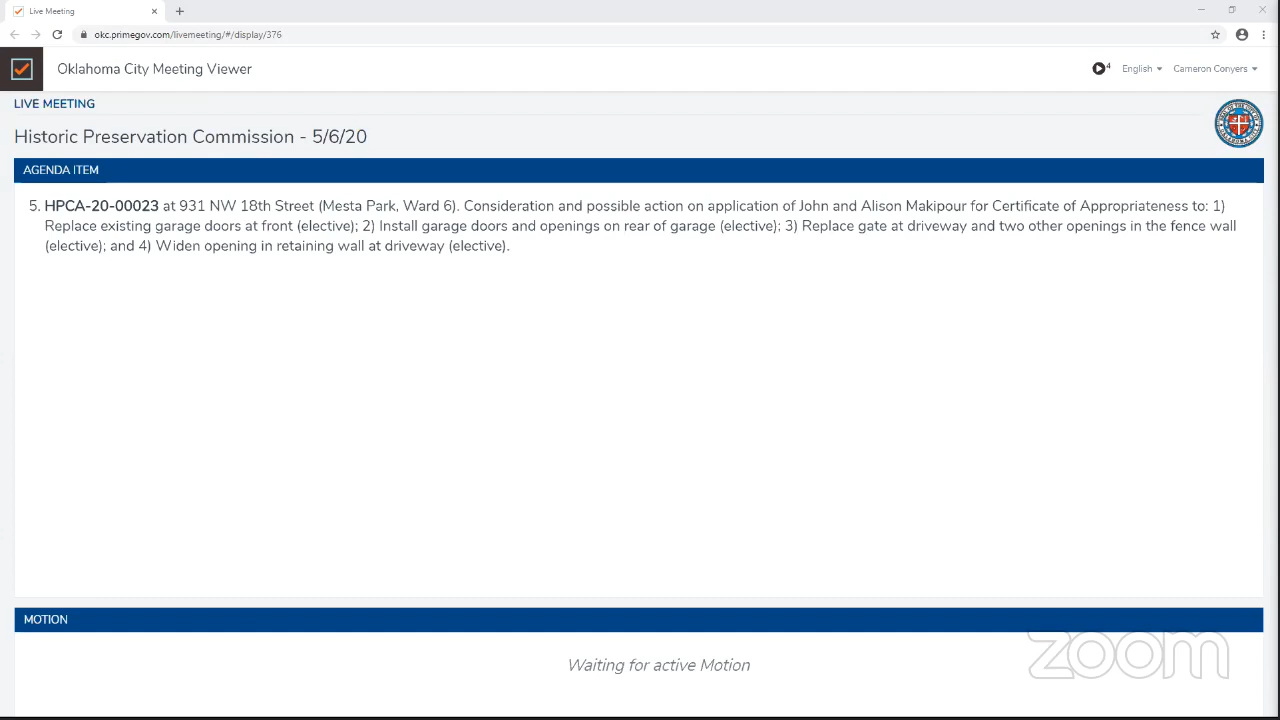 Live Meeting
okc.primegov.com/livemeeting/#/display/376
Oklahoma City Meeting Viewer
4
English
Cameron Conyers
LIVE MEETING
Historic Preservation Commission - 5/6/20
AGENDA ITEM
5. HPCA-20-00023 at 931 NW 18th Street (Mesta Park, Ward 6). Consideration and possible action on application of John and Alison Makipour for Certificate of Appropriateness to: 1)
Replace existing garage doors at front (elective); 2) Install garage doors and openings on rear of garage (elective); 3) Replace gate at driveway and two other openings in the fence wall
(elective); and 4) Widen opening in retaining wall at driveway (elective).
MOTION
Waiting for active Motion
zoom